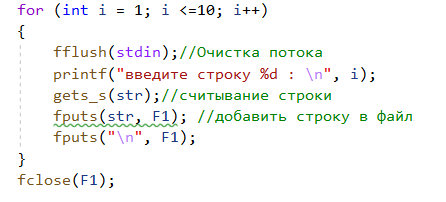 for (int i = 1; i <=10; i++)
{
fflush(stdin);//Очистка потока
printf("введите строку %d : \n", i);
gets_s(str);//считывание строки
fputs(str, F1); //добавить строку в файл
fputs("\n", F1);
}
fclose(F1);